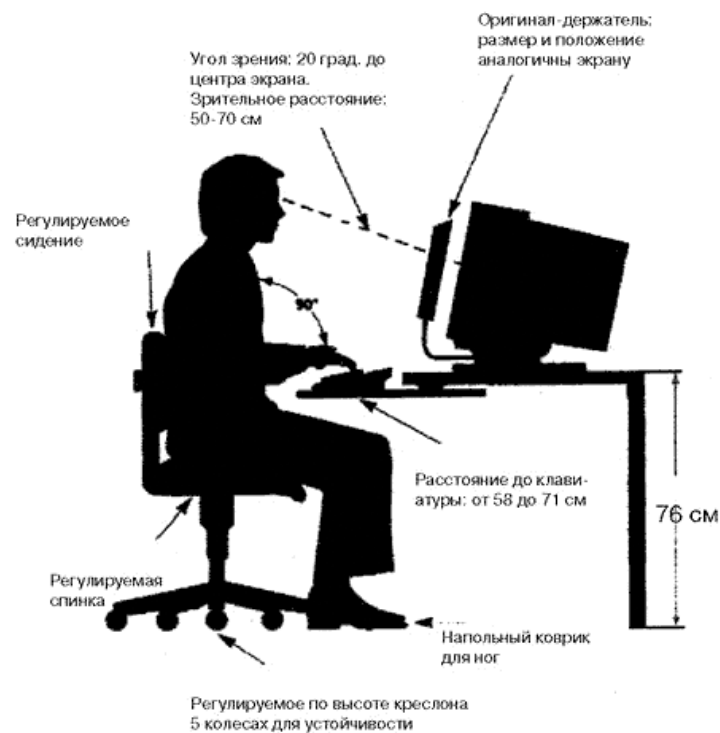 Оригинал-держатель:
размер и положение
аналогичны экрану
Угол зрения: 20 град. до
центра экрана.
Зрительное расстояние:
50-70 см
Регулируемое
сидение
90°
Расстояние до клави-
атуры: от 58 до 71 см
76 см
Регулируемая
спинка
Напольный коврик
для ног
Регулируемое по высоте креслона
5 колесах для устойчивости